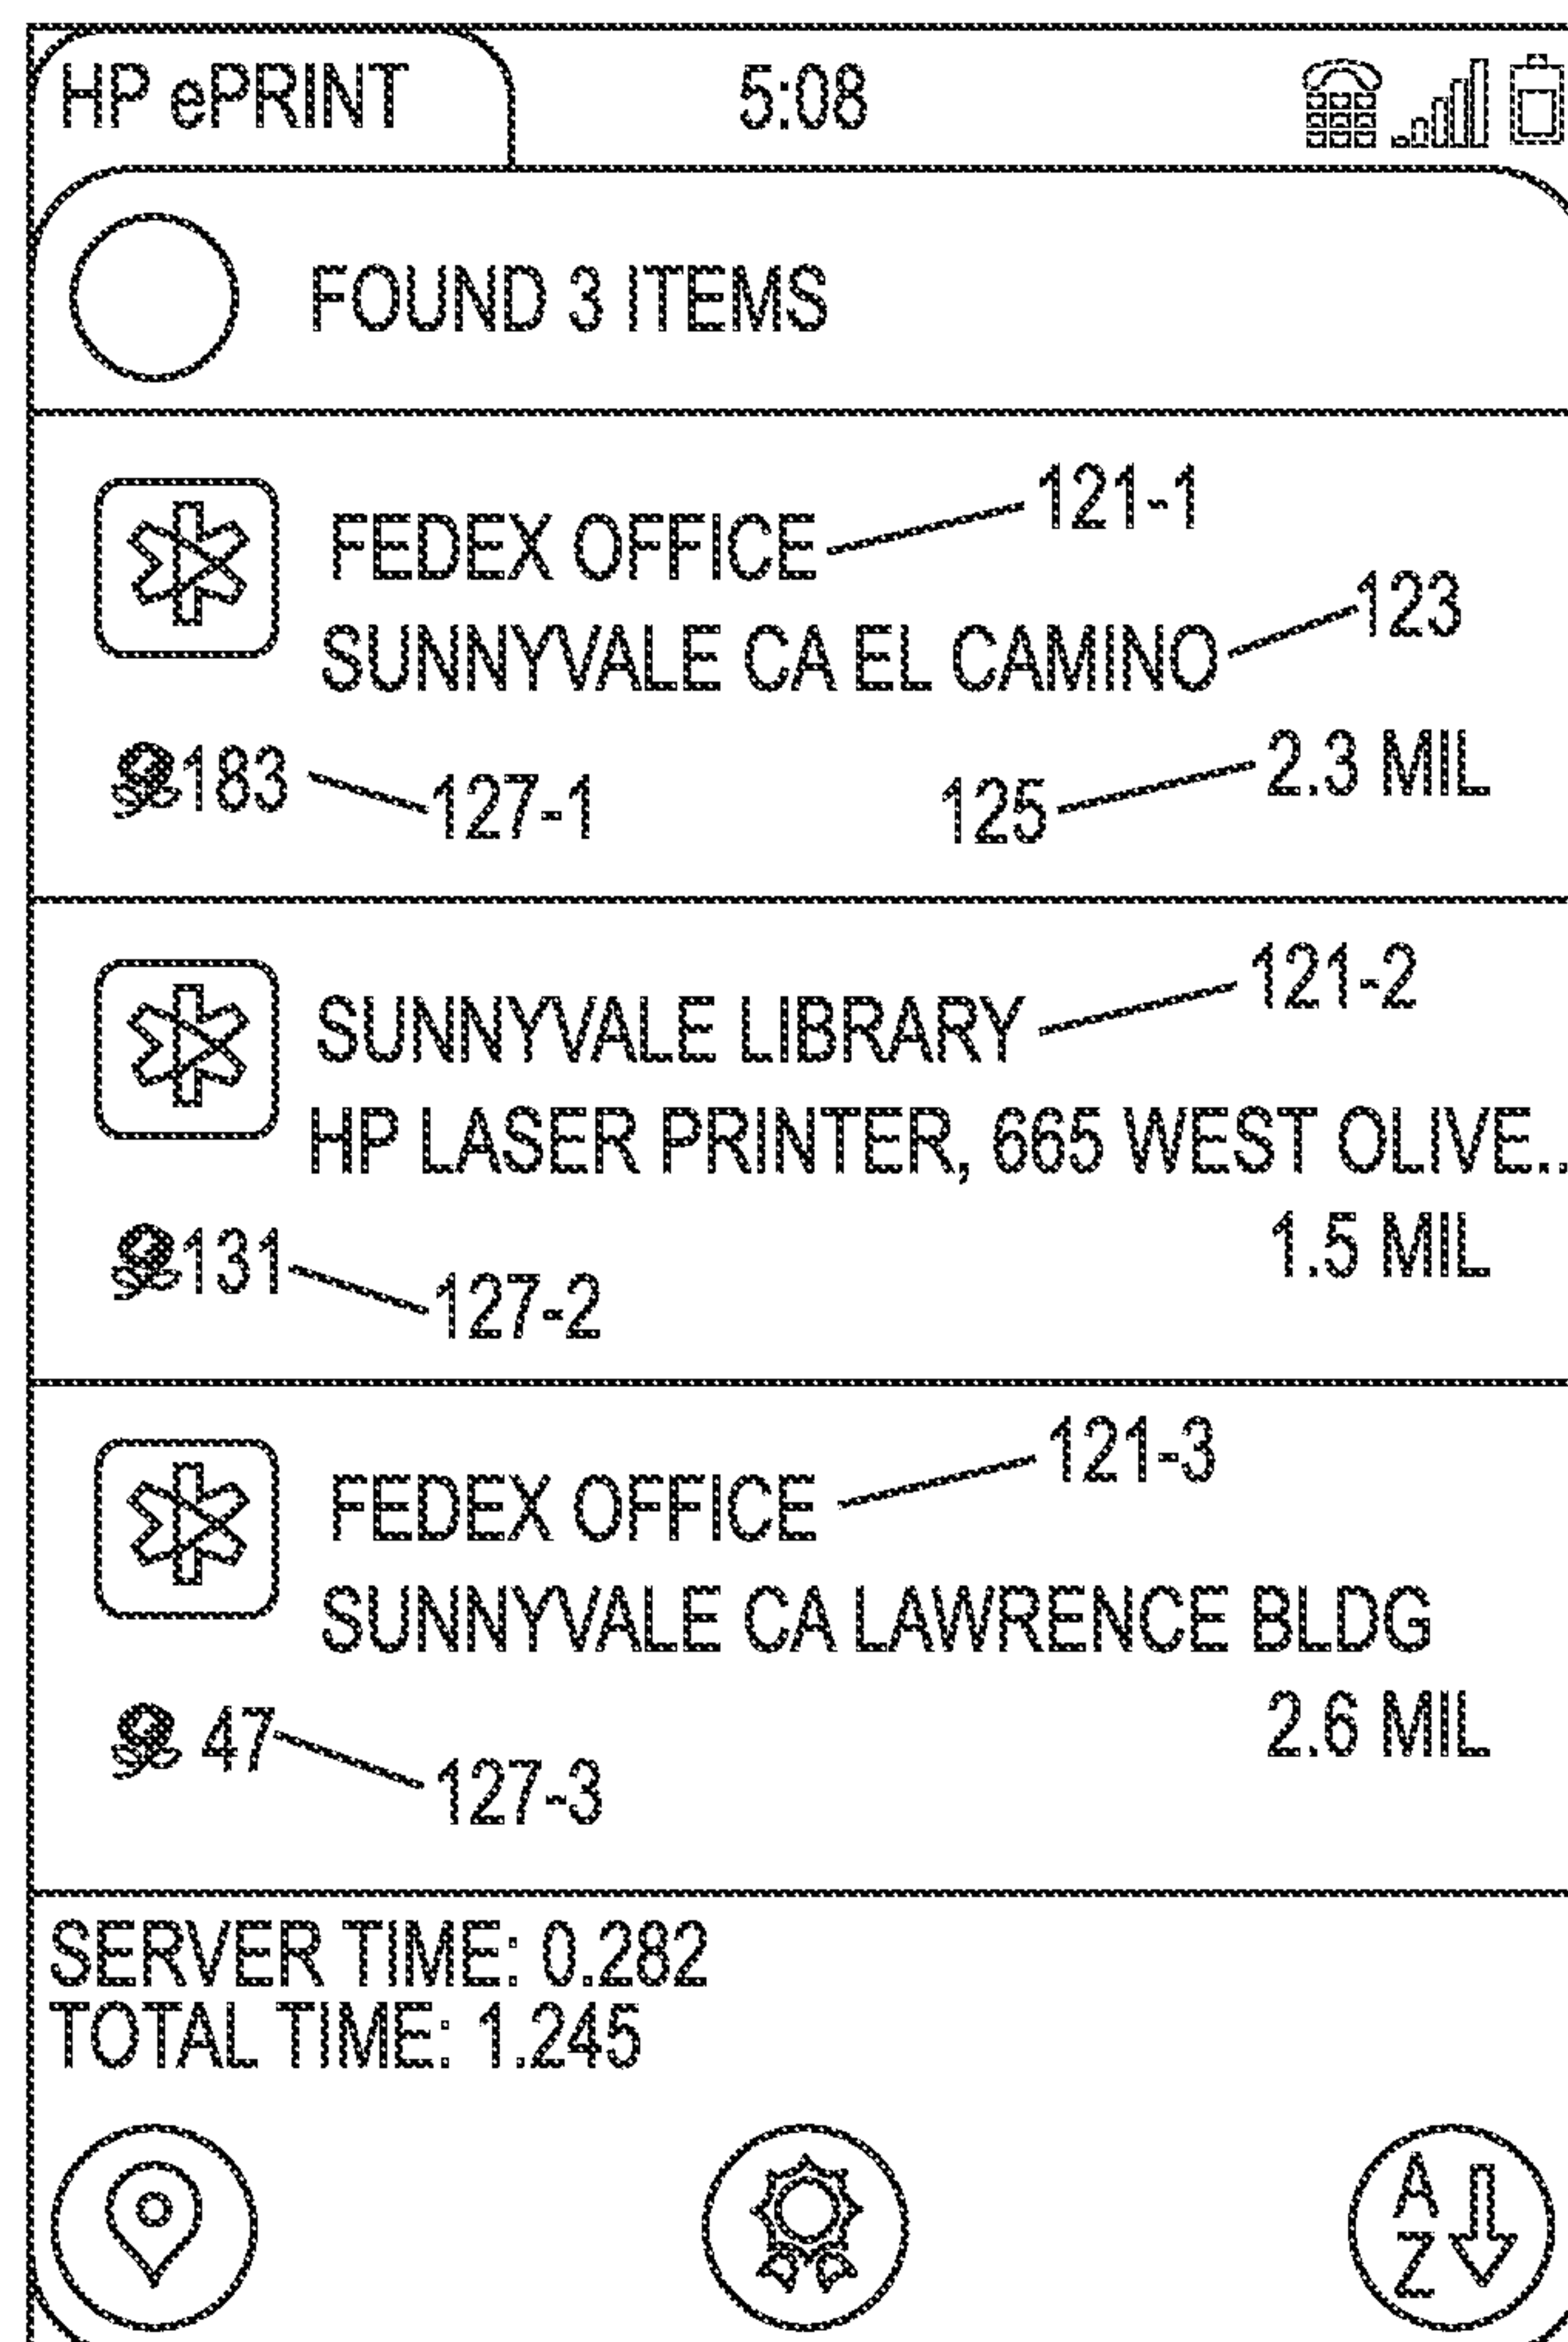 HP ePRINT 5:08
FOUND 3 ITEMS
FEDEX OFFICE 121-1
SUNNYVALE CA EL CAMINO 123
183 127-1 125 2.3 MIL
SUNNYVALE LIBRARY 121-2
HP LASER PRINTER, 665 WEST OLIVE..
131 127-2 1.5 MIL
FEDEX OFFICE 121-3
SUNNYVALE CA LAWRENCE BLDG
47 127-3 2.6 MIL
SERVER TIME: 0.282
TOTAL TIME: 1.245
A
Z